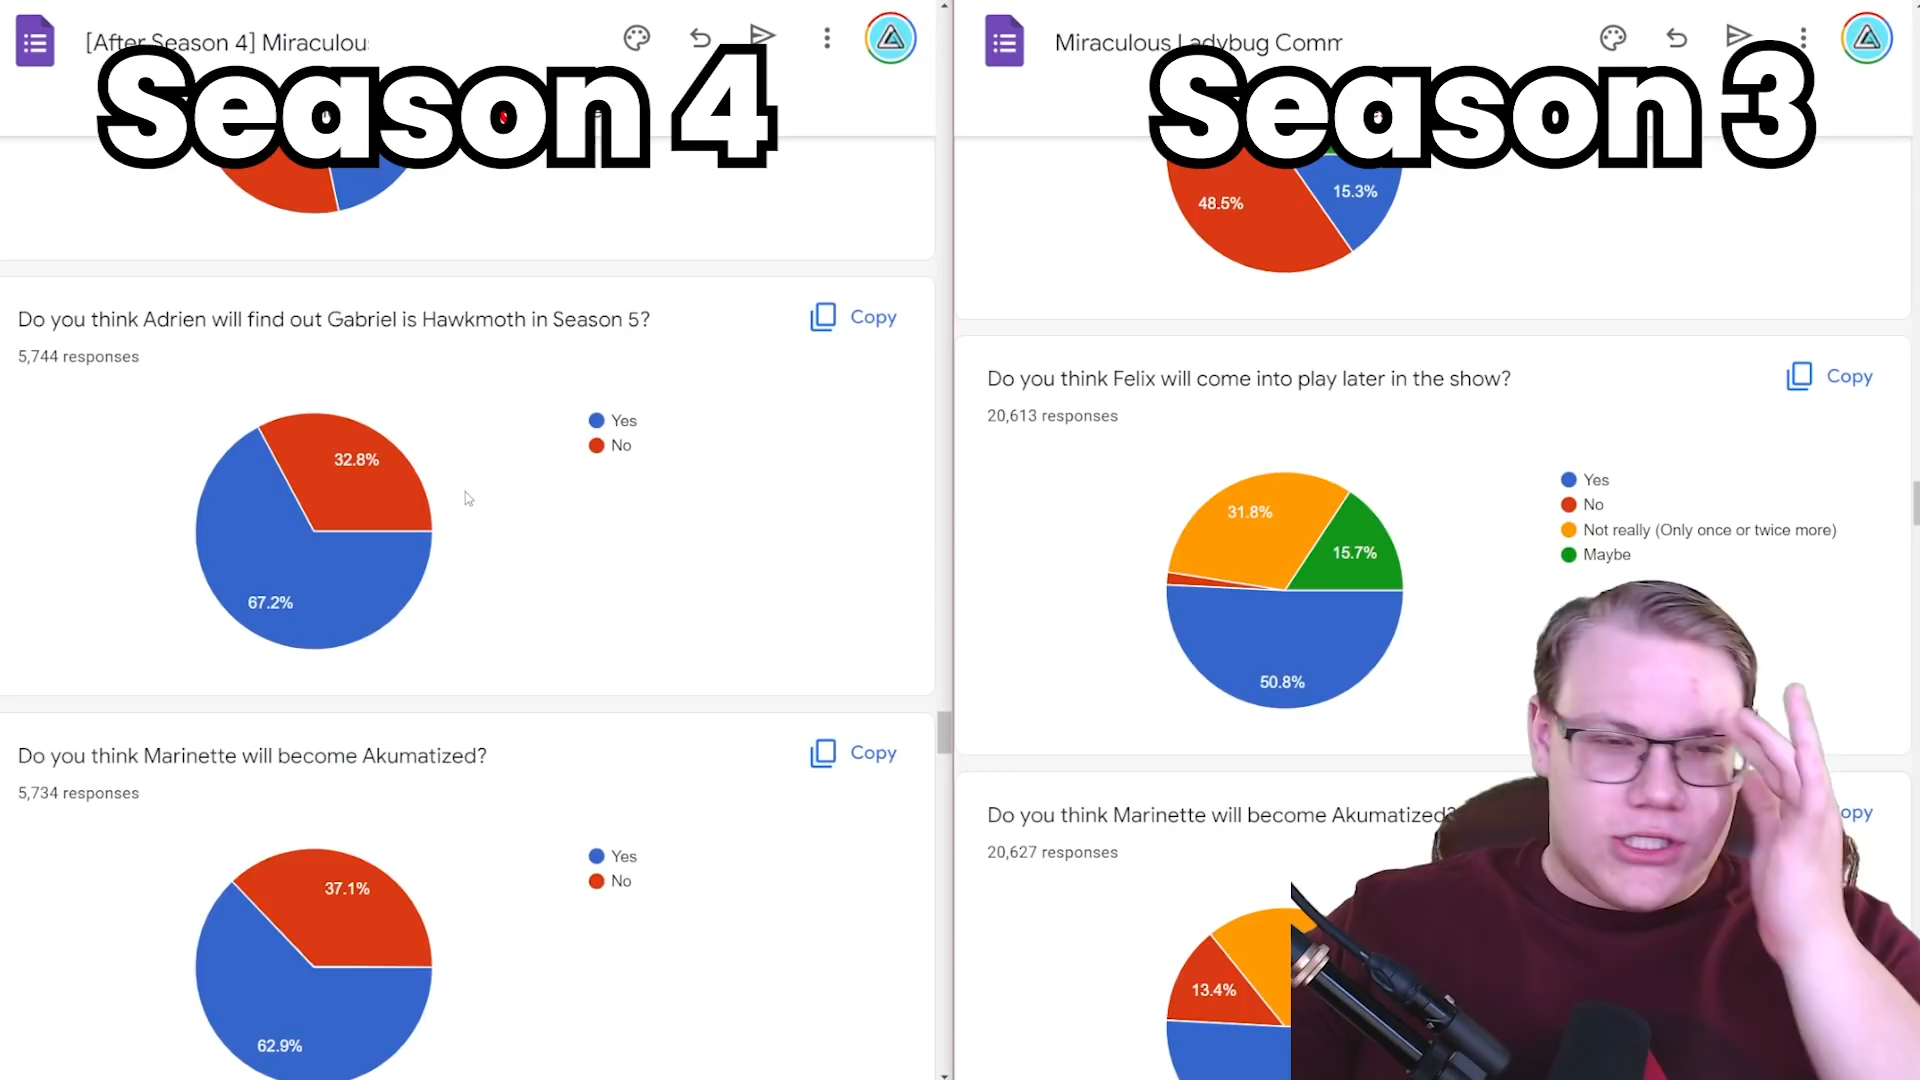 [After Season 4] Miraculou
Season 4
Do you think Adrien will find out Gabriel is Hawkmoth in Season 5?
Copy
5,744 responses
Yes
No
32.8%
67.2%
Do you think Marinette will become Akumatized?
Copy
5,734 responses
Yes
No
37.1%
62.9%
Miraculous Ladybug Comm
Season 3
48.5%
15.3%
Do you think Felix will come into play later in the show?
Copy
20,613 responses
Yes
No
Not really (Only once or twice more)
Maybe
31.8%
15.7%
50.8%
Do you think Marinette will become Akumatized?
opy
20,627 responses
13.4%